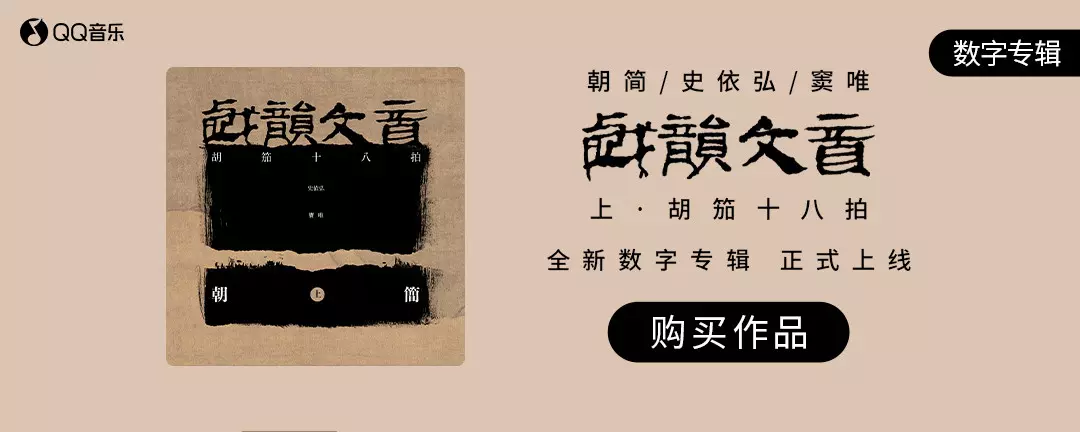 QQ音乐
数字专辑
戯韻文音
胡笳十八拍
史依弘
窦唯
朝 上 简
朝简/史依弘/窦唯
戯韻文音
上·胡笳十八拍
全新数字专辑 正式上线
购买作品